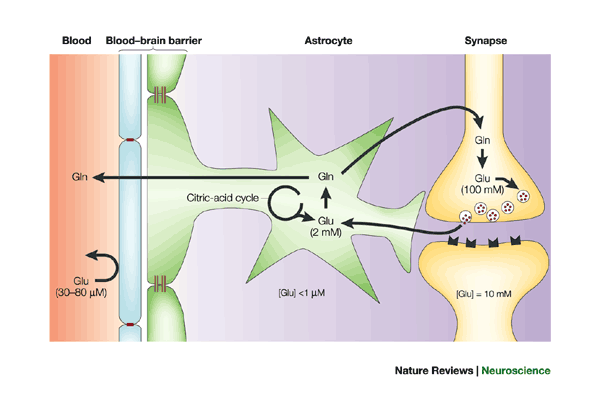 Blood
Blood–brain barrier
Astrocyte
Synapse
Gln
Gln
Gln
Citric-acid cycle
Glu
(2 mM)
Glu
(100 mM)
Glu
(30–80 µM)
[Glu] <1 µM
[Glu] = 10 mM
Nature Reviews | Neuroscience